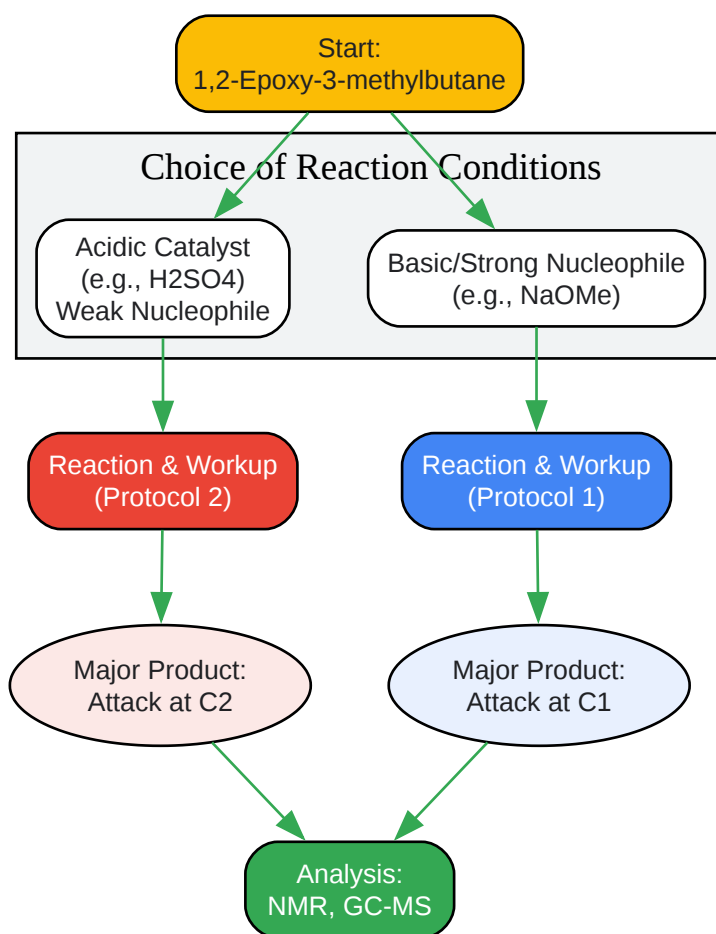 Start:
1,2-Epoxy-3-methylbutane
Choice of Reaction Conditions
Acidic Catalyst
(e.g., H2SO4)
Weak Nucleophile
Basic/Strong Nucleophile
(e.g., NaOMe)
Reaction & Workup
(Protocol 2)
Reaction & Workup
(Protocol 1)
Major Product:
Attack at C2
Major Product:
Attack at C1
Analysis:
NMR, GC-MS